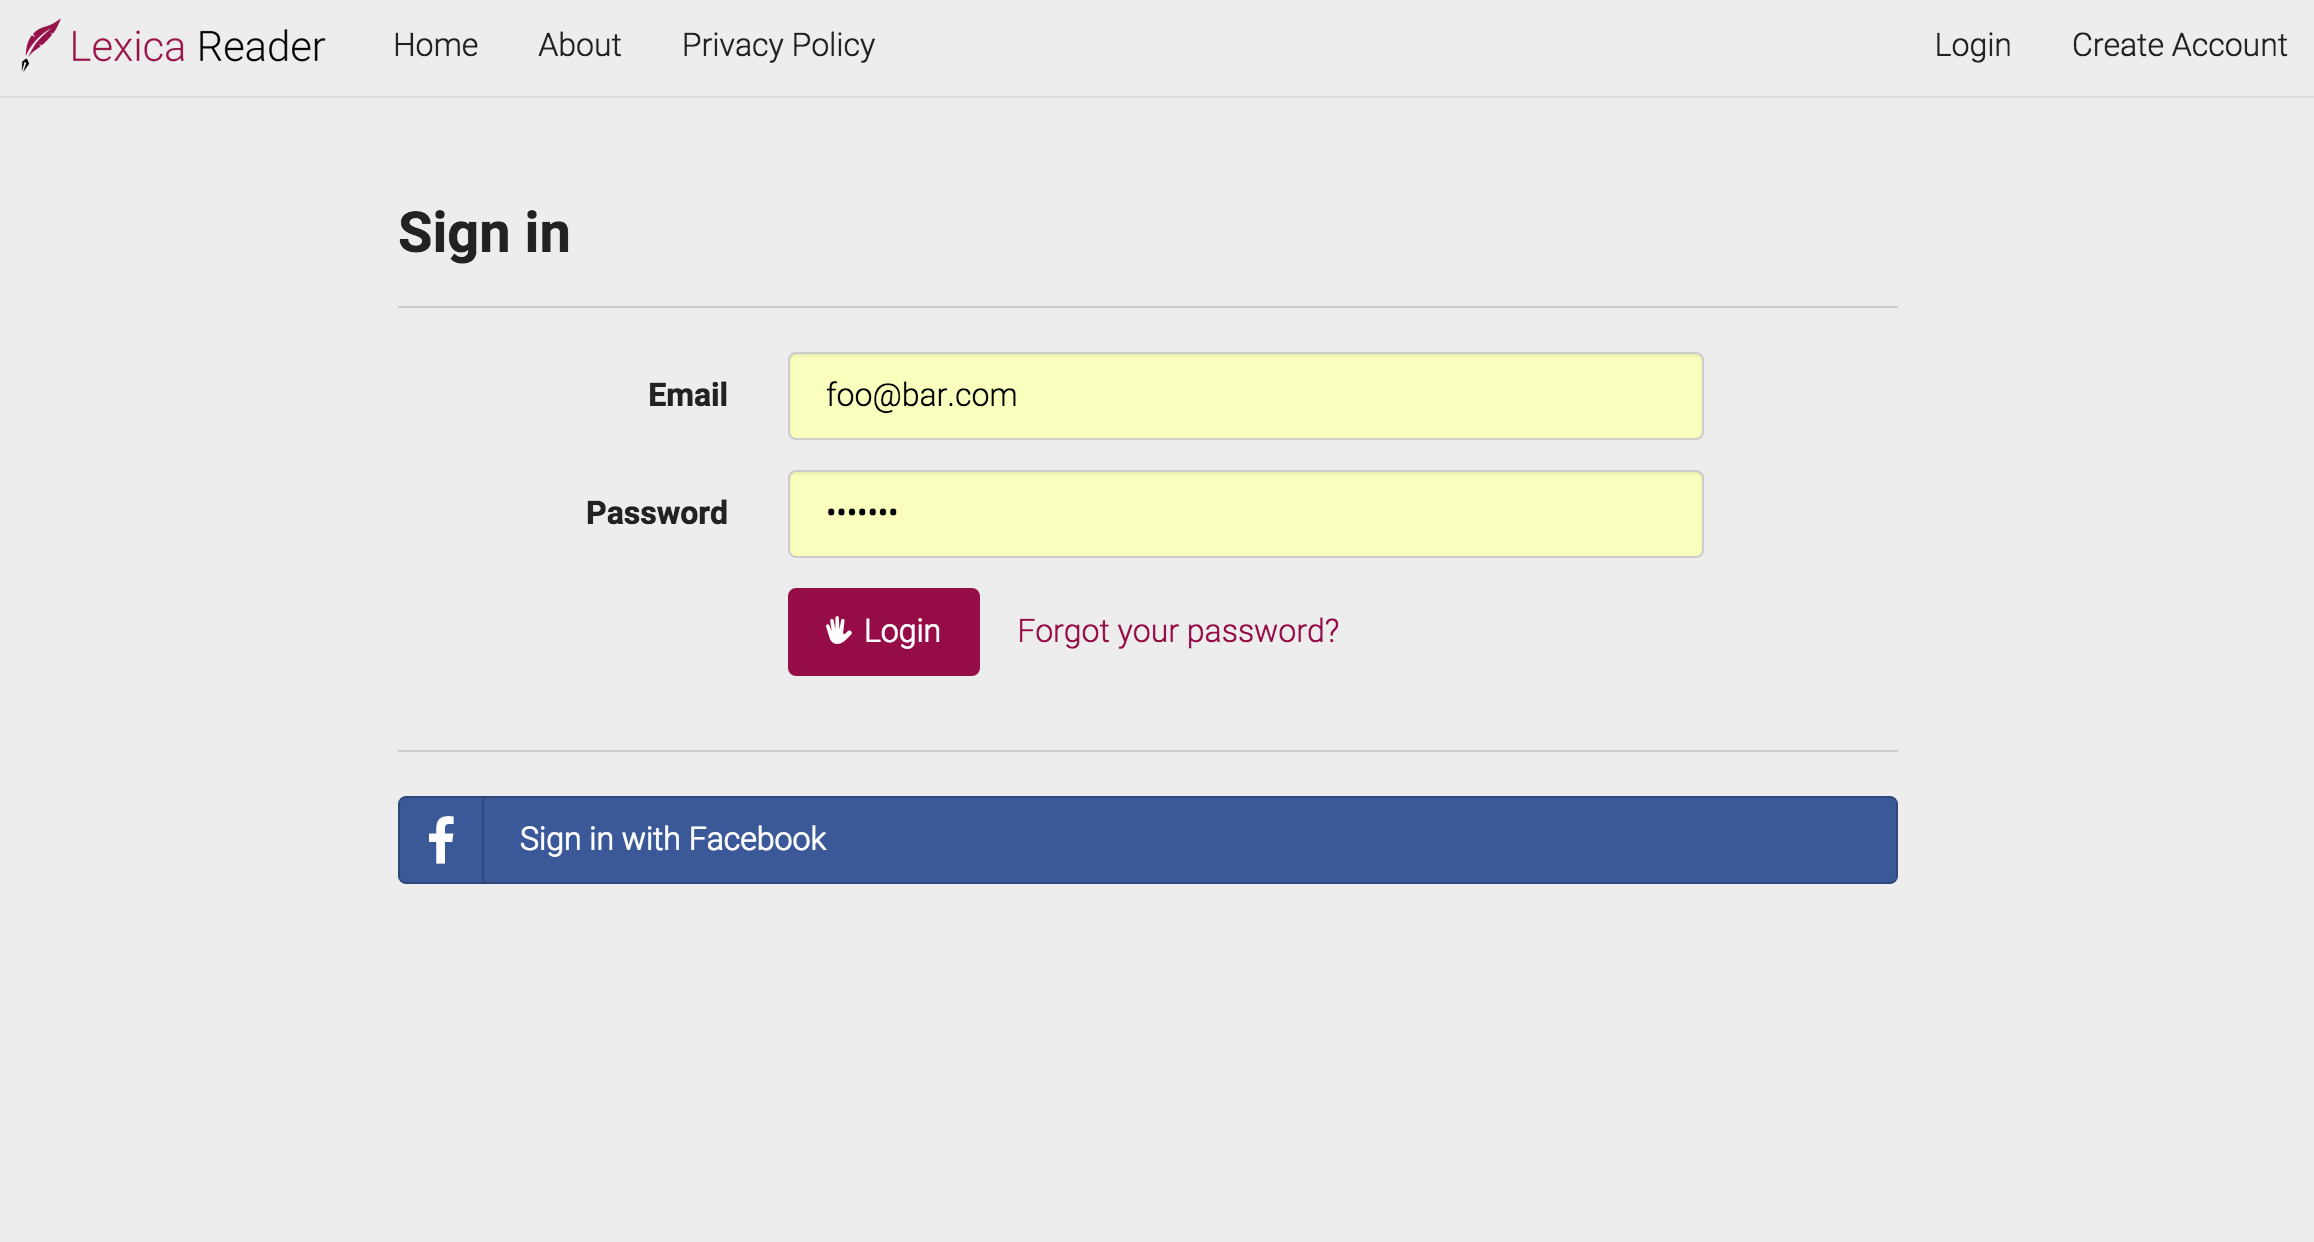 Lexica Reader Home About Privacy Policy Login Create Account
Sign in
Email foo@bar.com
Password •••••••
Login Forgot your password?
Sign in with Facebook